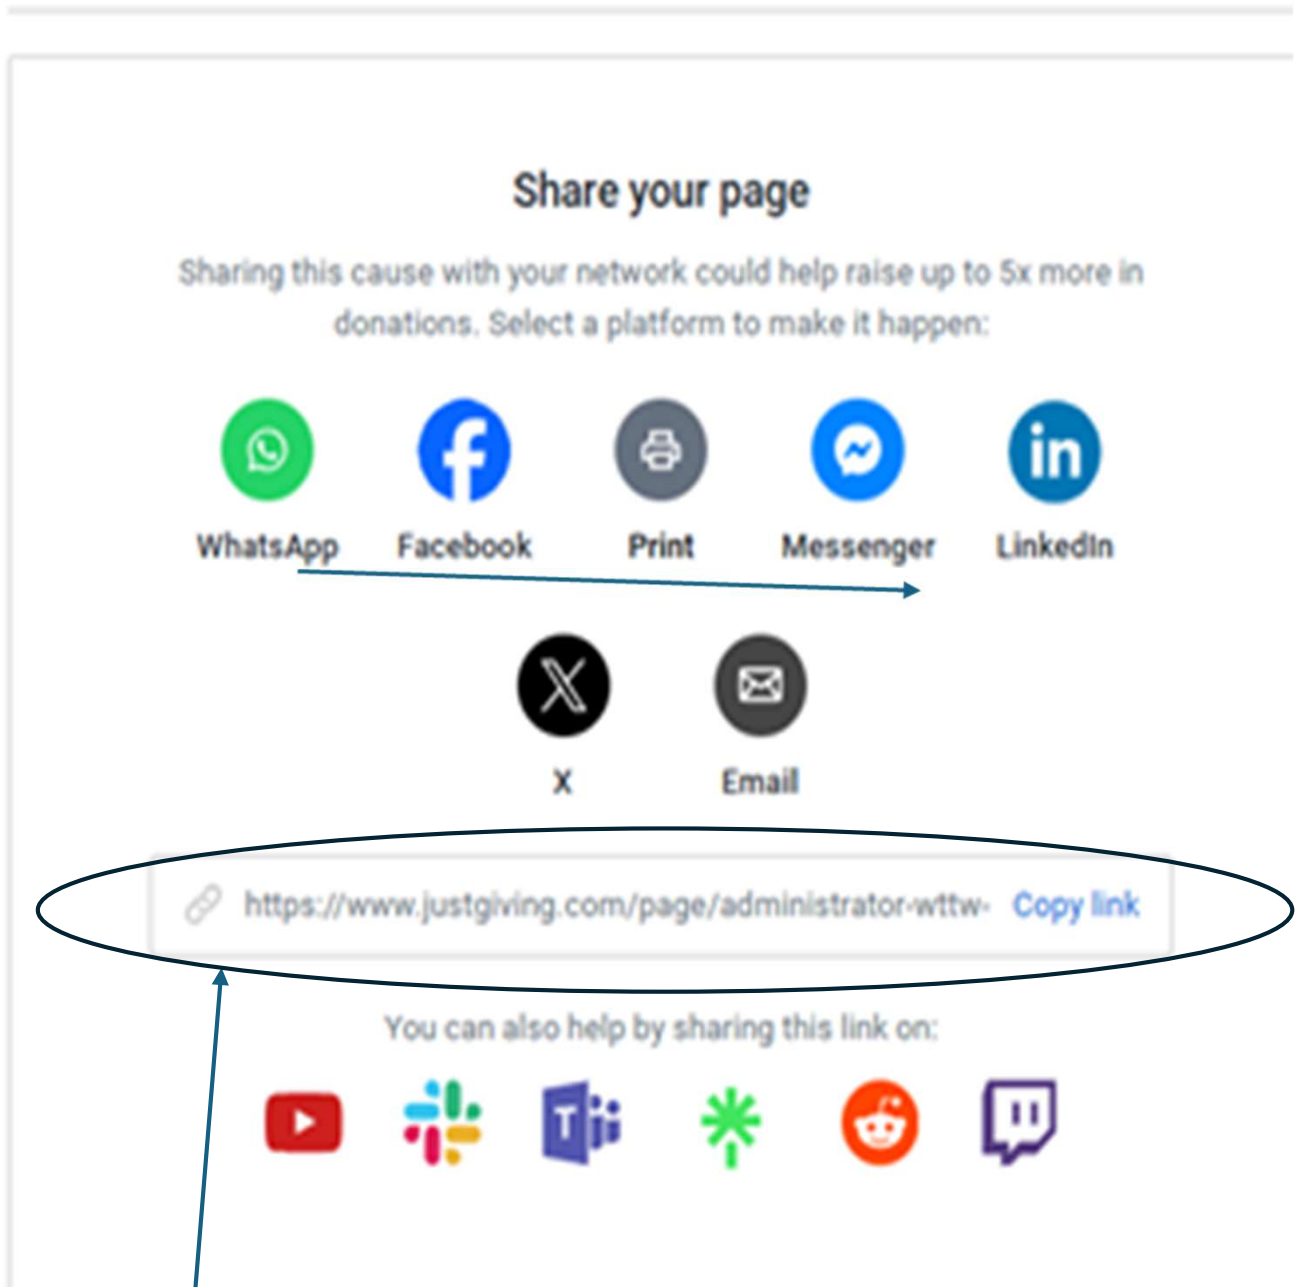 Share your page
Sharing this cause with your network could help raise up to 5x more in
donations. Select a platform to make it happen:
WhatsApp Facebook Print Messenger LinkedIn
X Email
https://www.justgiving.com/page/administrator-wttw- Copy link
You can also help by sharing this link on: